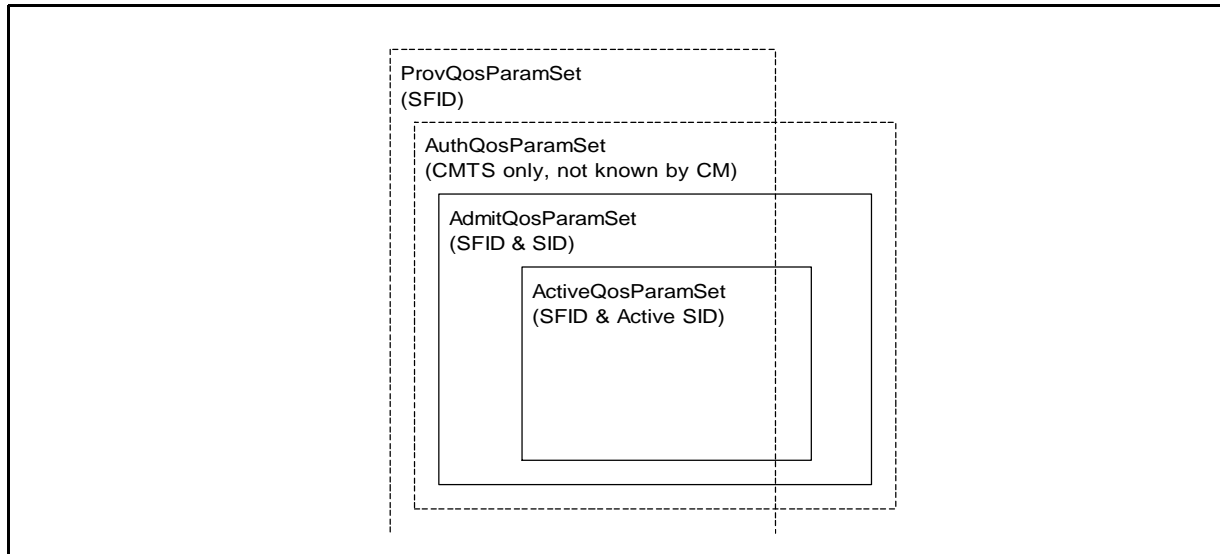 ProvQosParamSet
(SFID)
AuthQosParamSet
(CMTS only, not known by CM)
AdmitQosParamSet
(SFID & SID)
ActiveQosParamSet
(SFID & Active SID)